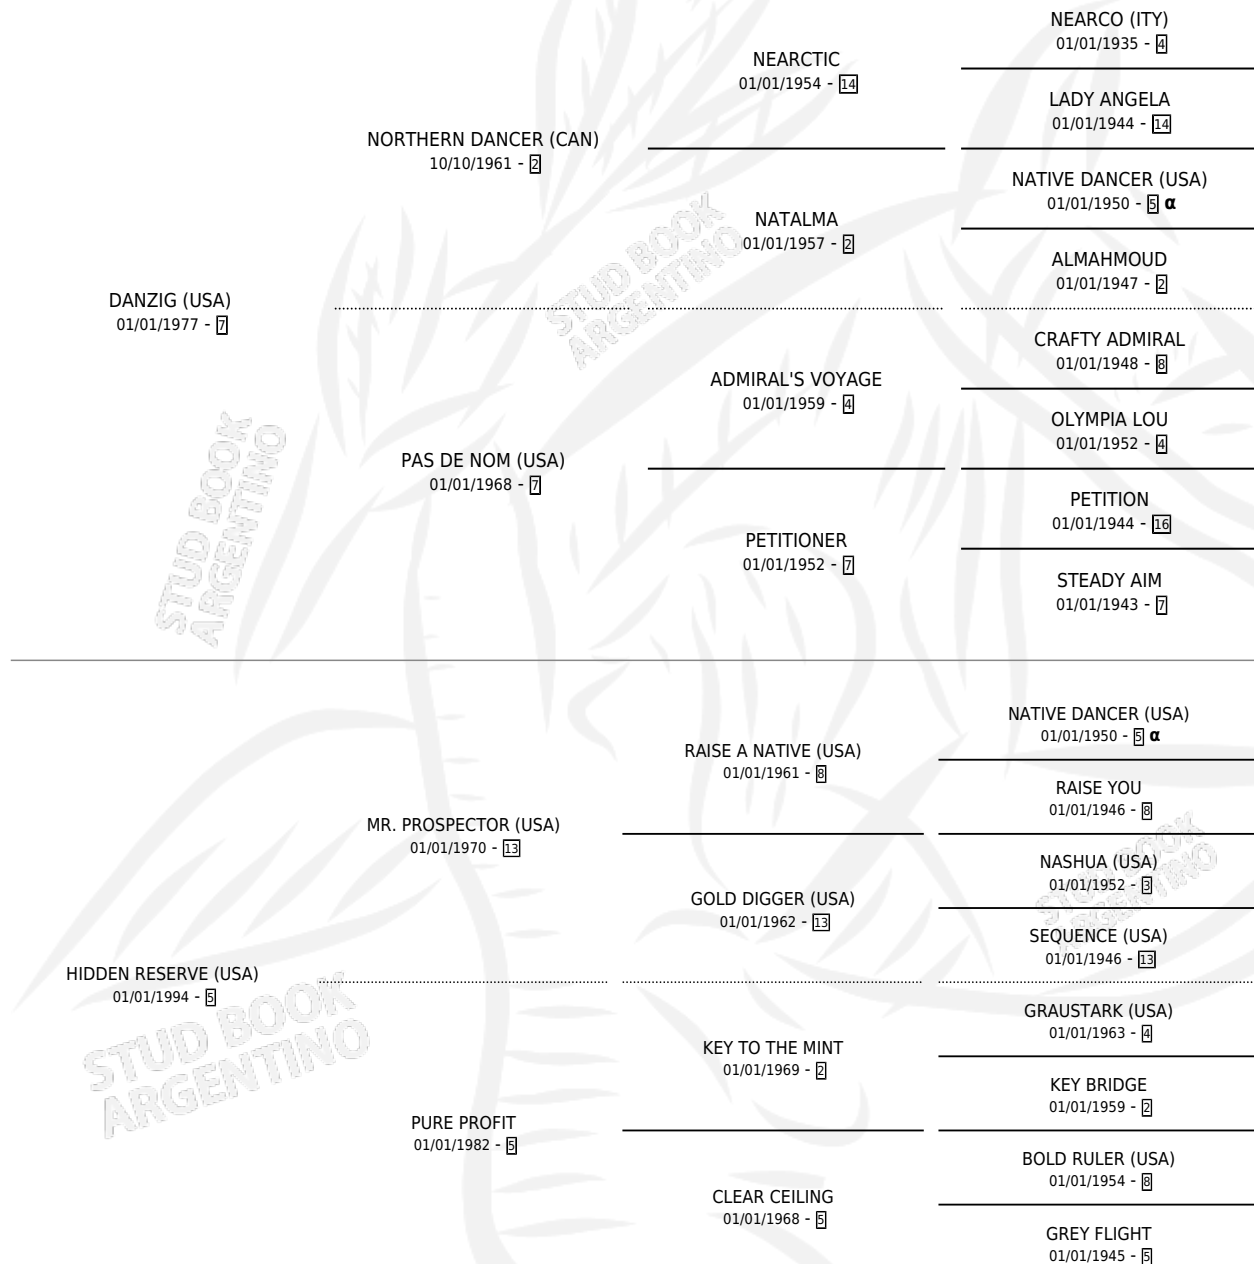 NEARCO (ITY)
01/01/1935 - 4
NEARCTIC
01/01/1954 - 14
LADY ANGELA
01/01/1944 - 14
NORTHERN DANCER (CAN)
10/10/1961 - 2
NATIVE DANCER (USA)
01/01/1950 - 5 α
NATALMA
01/01/1957 - 2
ALMAHMOUD
01/01/1947 - 2
DANZIG (USA)
01/01/1977 - 7
STUD BOOK
ARGENTINO
CRAFTY ADMIRAL
01/01/1948 - 8
ADMIRAL'S VOYAGE
01/01/1959 - 4
OLYMPIA LOU
01/01/1952 - 4
PAS DE NOM (USA)
01/01/1968 - 7
STUD BOOK
ARGENTINO
PETITION
01/01/1944 - 16
PETITIONER
01/01/1952 - 7
STEADY AIM
01/01/1943 - 7
NATIVE DANCER (USA)
01/01/1950 - 5 α
RAISE A NATIVE (USA)
01/01/1961 - 8
RAISE YOU
01/01/1946 - 8
MR. PROSPECTOR (USA)
01/01/1970 - 13
NASHUA (USA)
01/01/1952 - 3
STUD BOOK
ARGENTINO
GOLD DIGGER (USA)
01/01/1962 - 13
SEQUENCE (USA)
01/01/1946 - 13
HIDDEN RESERVE (USA)
01/01/1994 - 5
STUD BOOK
ARGENTINO
GRAUSTARK (USA)
01/01/1963 - 4
KEY TO THE MINT
01/01/1969 - 2
KEY BRIDGE
01/01/1959 - 2
PURE PROFIT
01/01/1982 - 5
BOLD RULER (USA)
01/01/1954 - 8
CLEAR CEILING
01/01/1968 - 5
GREY FLIGHT
01/01/1945 - 5